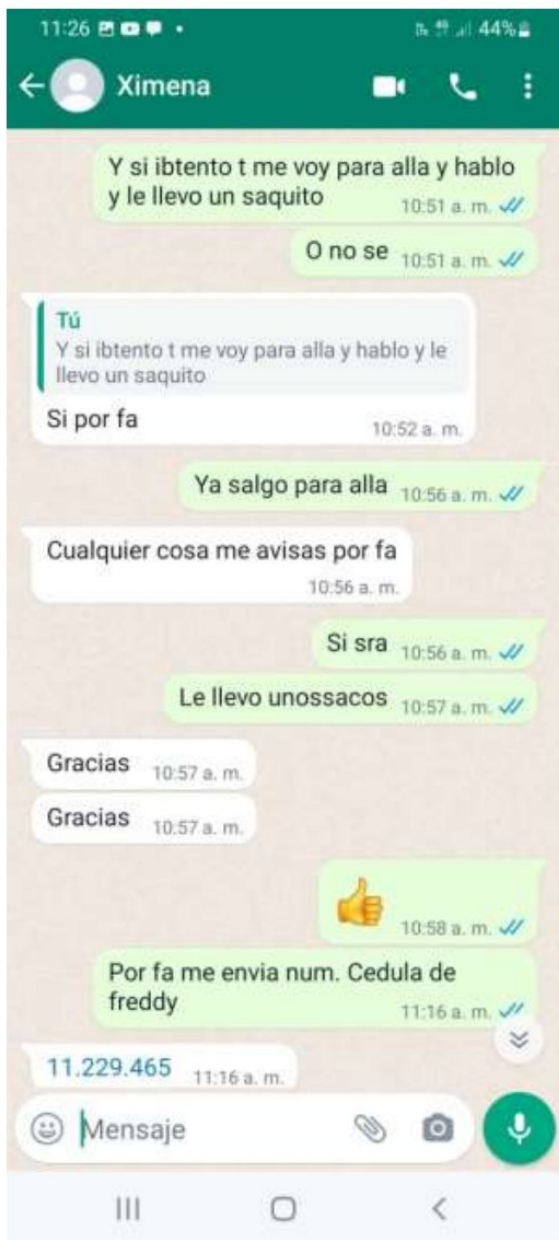 11:26
44%
Ximena
Y si ibtento t me voy para alla y hablo
y le llevo un saquito
10:51 a. m.
O no se
10:51 a. m.
Tú
Y si ibtento t me voy para alla y hablo y le
llevo un saquito
Si por fa
10:52 a. m.
Ya salgo para alla
10:56 a. m.
Cualquier cosa me avisas por fa
10:56 a. m.
Si sra
10:56 a. m.
Le llevo unossacos
10:57 a. m.
Gracias
10:57 a. m.
Gracias
10:57 a. m.
10:58 a. m.
Por fa me envia num. Cedula de
freddy
11:16 a. m.
11.229.465
11:16 a. m.
Mensaje